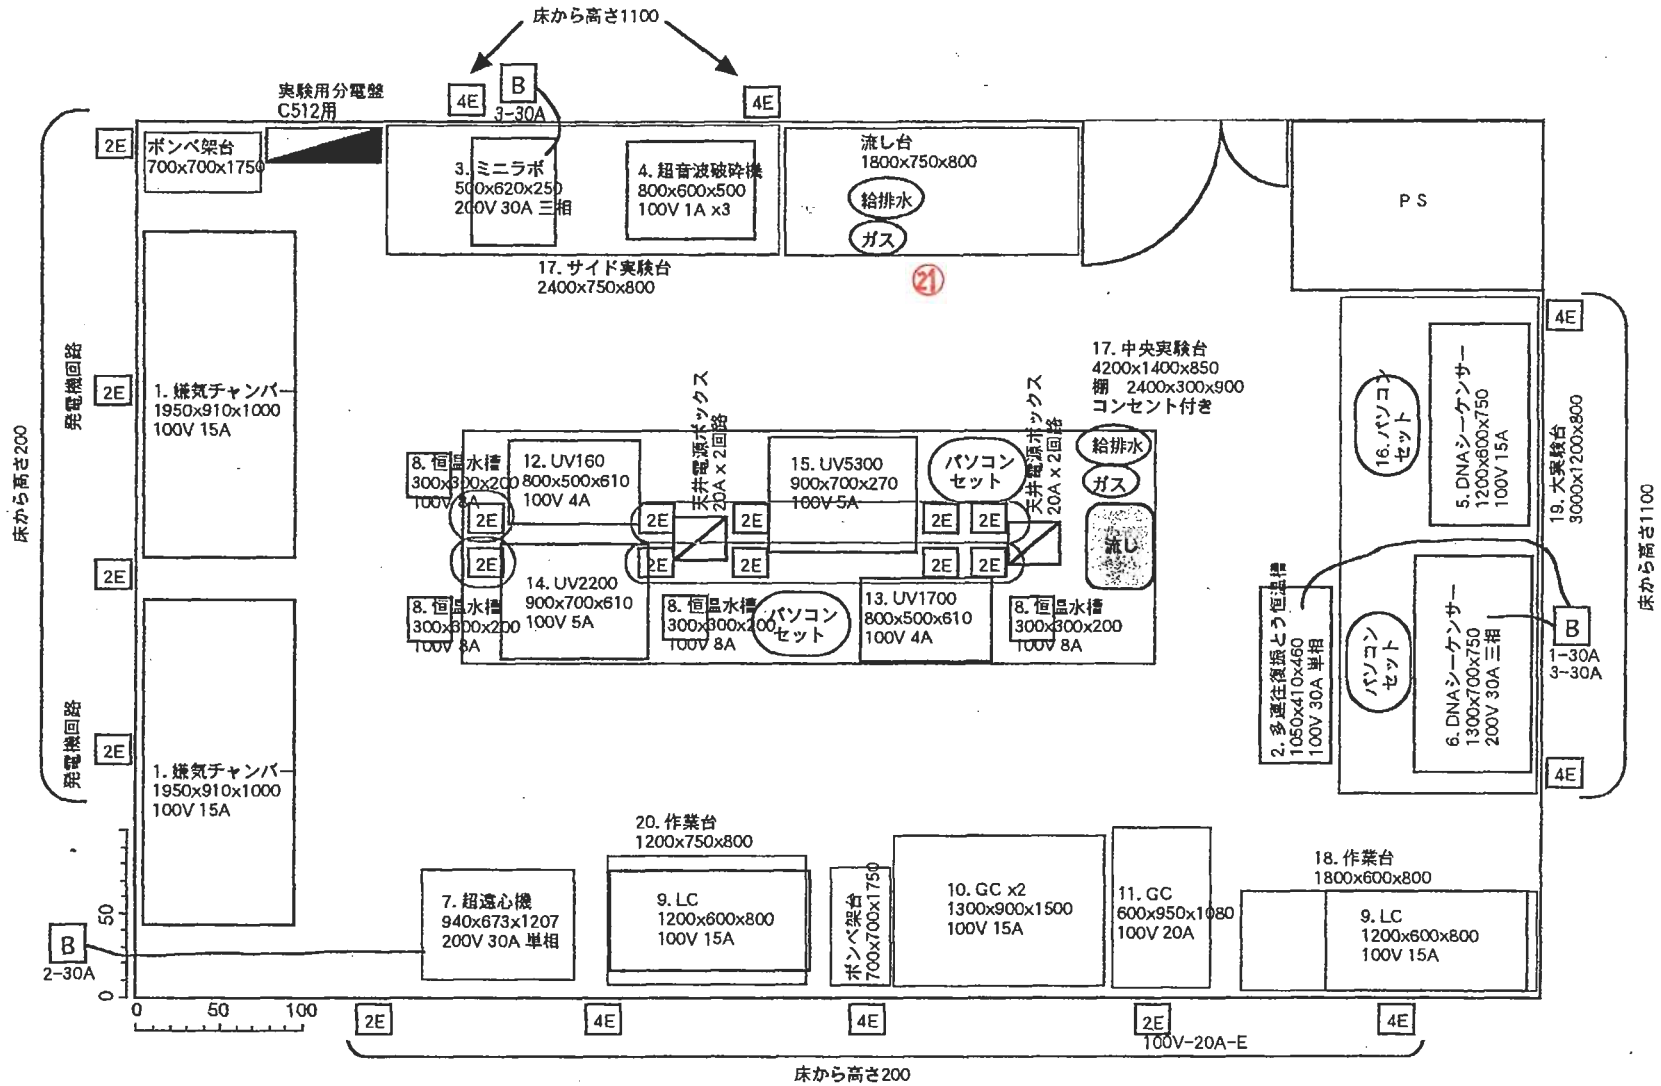 床から高さ1100
実験用分電盤
C512用
4E
B
3-30A
4E
2E
ボンベ架台
700x700x1750
3. ミニラボ
500x620x250
200V 30A 三相
4. 超音波破砕機
800x600x500
100V 1A x3
流し台
1800x750x800
給排水
ガス
PS
17. サイド実験台
2400x750x800
㉑
床から高さ200
発電機回路
2E
1.嫌気チャンバー
1950x910x1000
100V 15A
2E
発電機回路
2E
1. 嫌気チャンバー
1950x910x1000
100V 15A
17. 中央実験台
4200x1400x850
棚 2400x300x900
コンセント付き
天井電源ボックス
20A x 2回路
天井電源ボックス
20A x 2回路
8. 恒温水槽
300x300x200
100V 8A
12. UV160
800x500x610
100V 4A
15. UV5300
900x700x270
100V 5A
パソコン
セット
給排水
ガス
流し
2E
2E
2E
2E
2E
2E
2E
2E
2E
2E
8. 恒温水槽
300x300x200
100V 8A
14. UV2200
900x700x610
100V 5A
8. 恒温水槽
300x300x200
100V 8A
パソコン
セット
13. UV1700
800x500x610
100V 4A
8. 恒温水槽
300x300x200
100V 8A
4E
16. パソコン
セット
5. DNAシーケンサー
1200x600x750
100V 15A
19. 大実験台
3000x1200x800
床から高さ1100
2. 多連往復振とう恒温槽
1050x410x460
100V 30A 単相
パソコン
セット
6. DNAシーケンサー
1300x700x750
200V 30A 三相
B
1-30A
3-30A
4E
20. 作業台
1200x750x800
7. 超遠心機
940x673x1207
200V 30A 単相
9. LC
1200x600x800
100V 15A
ボンベ架台
700x700x1750
10. GC x2
1300x900x1500
100V 15A
11. GC
600x950x1080
100V 20A
18. 作業台
1800x600x800
9. LC
1200x600x800
100V 15A
B
2-30A
50
0
0 50 100
2E
4E
4E
2E
100V-20A-E
4E
床から高さ200